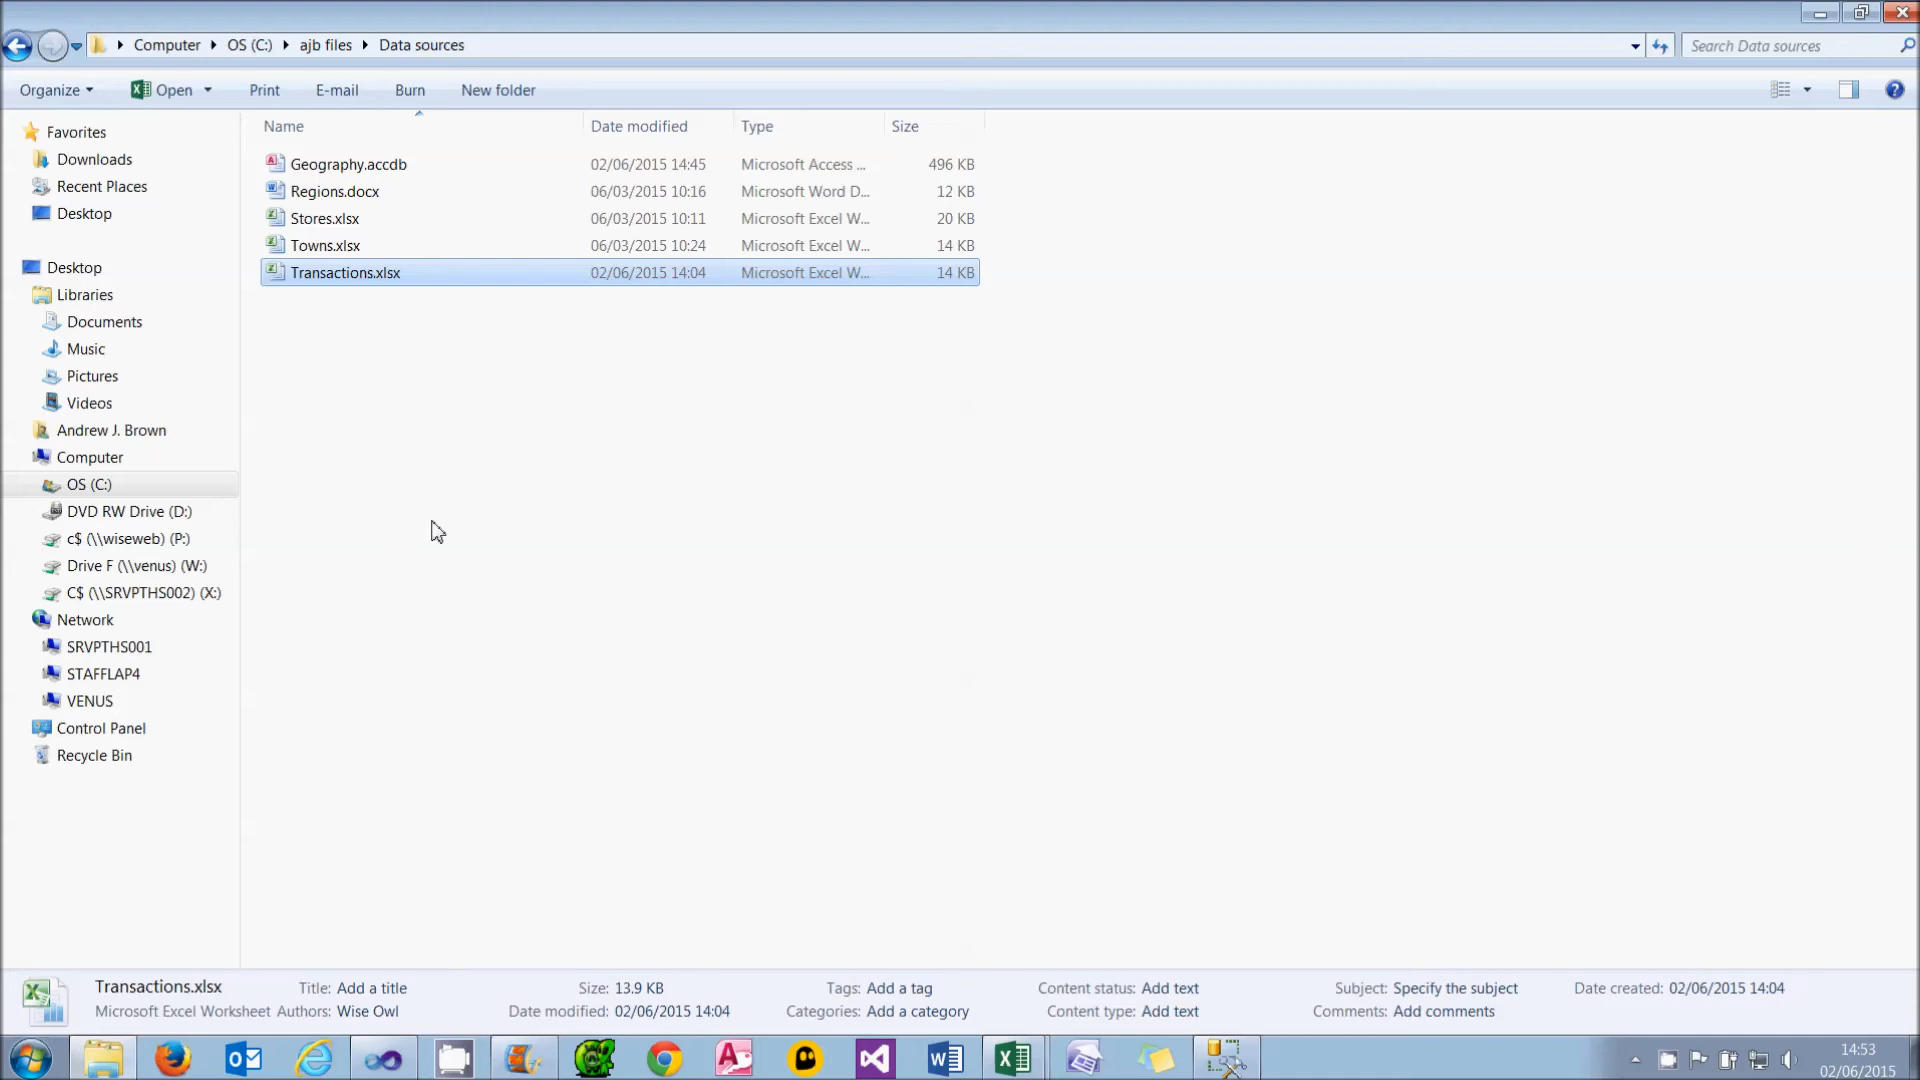 Computer OS (C:) ajb files Data sources
Search Data sources
Organize Open Print E-mail Burn New folder
Name Date modified Type Size
Geography.accdb 02/06/2015 14:45 Microsoft Access ... 496 KB
Regions.docx 06/03/2015 10:16 Microsoft Word D... 12 KB
Stores.xlsx 06/03/2015 10:11 Microsoft Excel W... 20 KB
Towns.xlsx 06/03/2015 10:24 Microsoft Excel W... 14 KB
Transactions.xlsx 02/06/2015 14:04 Microsoft Excel W... 14 KB
Favorites
Downloads
Recent Places
Desktop
Desktop
Libraries
Documents
Music
Pictures
Videos
Andrew J. Brown
Computer
OS (C:)
DVD RW Drive (D:)
c$ (\\wiseweb) (P:)
Drive F (\\venus) (W:)
C$ (\\SRVPTHS002) (X:)
Network
SRVPTHS001
STAFFLAP4
VENUS
Control Panel
Recycle Bin
Transactions.xlsx Title: Add a title Size: 13.9 KB Tags: Add a tag Content status: Add text Subject: Specify the subject Date created: 02/06/2015 14:04
Microsoft Excel Worksheet Authors: Wise Owl Date modified: 02/06/2015 14:04 Categories: Add a category Content type: Add text Comments: Add comments
14:53
02/06/2015